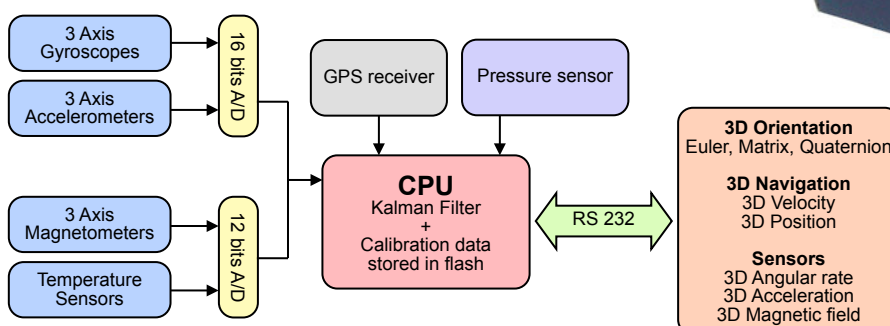 3 Axis
Gyroscopes
3 Axis
Accelerometers
16 bits A/D
3 Axis
Magnetometers
Temperature
Sensors
12 bits A/D
GPS receiver
Pressure sensor
CPU
Kalman Filter
+
Calibration data
stored in flash
RS 232
3D Orientation
Euler, Matrix, Quaternion
3D Navigation
3D Velocity
3D Position
Sensors
3D Angular rate
3D Acceleration
3D Magnetic field